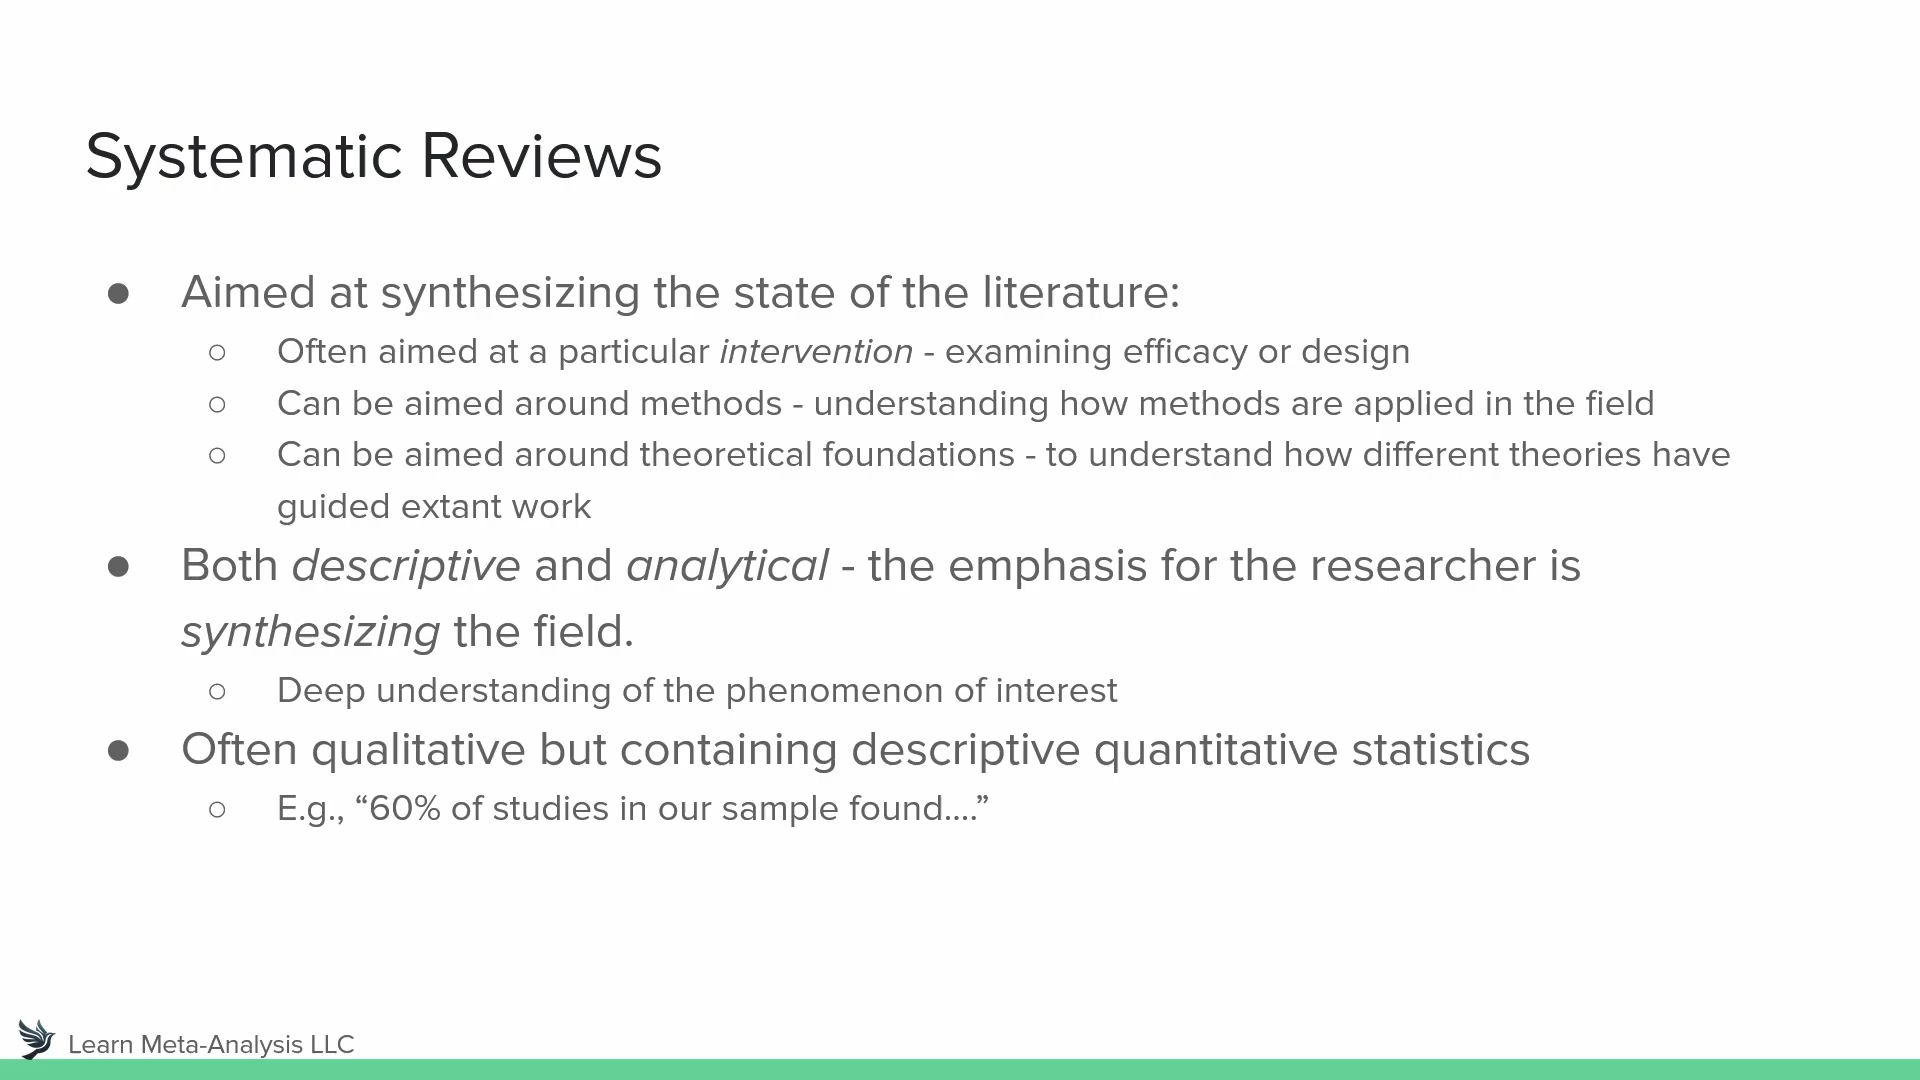 Systematic Reviews
● Aimed at synthesizing the state of the literature:
○ Often aimed at a particular intervention - examining efficacy or design
○ Can be aimed around methods - understanding how methods are applied in the field
○ Can be aimed around theoretical foundations - to understand how different theories have
guided extant work
● Both descriptive and analytical - the emphasis for the researcher is
synthesizing the field.
○ Deep understanding of the phenomenon of interest
● Often qualitative but containing descriptive quantitative statistics
○ E.g., “60% of studies in our sample found....”
Learn Meta-Analysis LLC